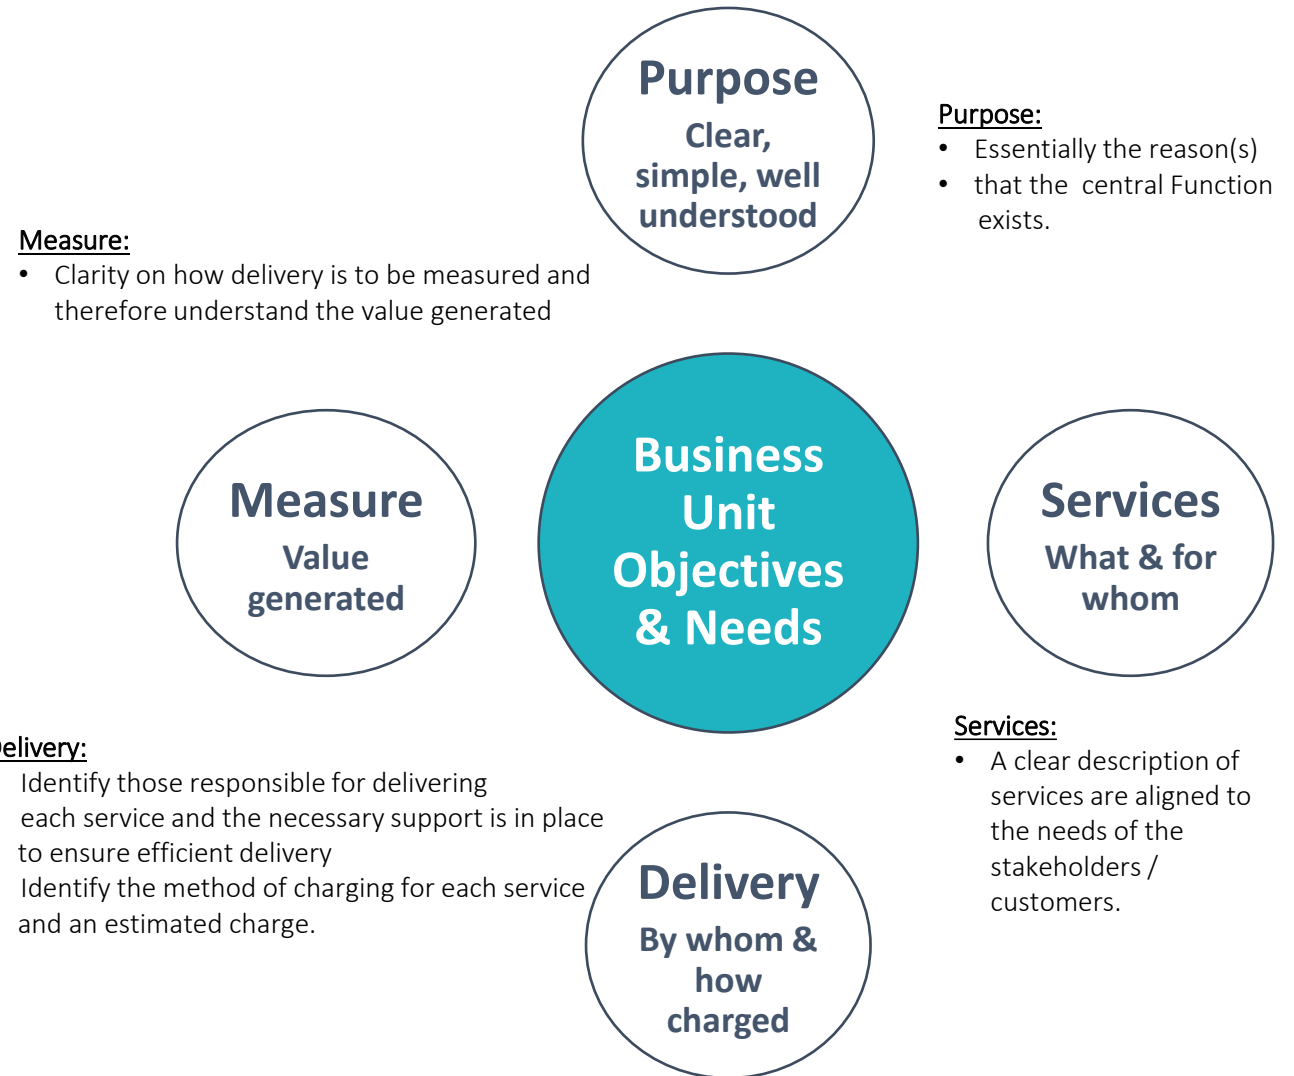 Purpose
Clear,
simple, well
understood
Purpose:
• Essentially the reason(s)
• that the central Function
exists.
Measure:
• Clarity on how delivery is to be measured and
therefore understand the value generated
Measure
Value
generated
Business
Unit
Objectives
& Needs
Services
What & for
whom
Services:
• A clear description of
services are aligned to
the needs of the
stakeholders /
customers.
Delivery:
Identify those responsible for delivering
each service and the necessary support is in place
to ensure efficient delivery
Identify the method of charging for each service
and an estimated charge.
Delivery
By whom &
how
charged